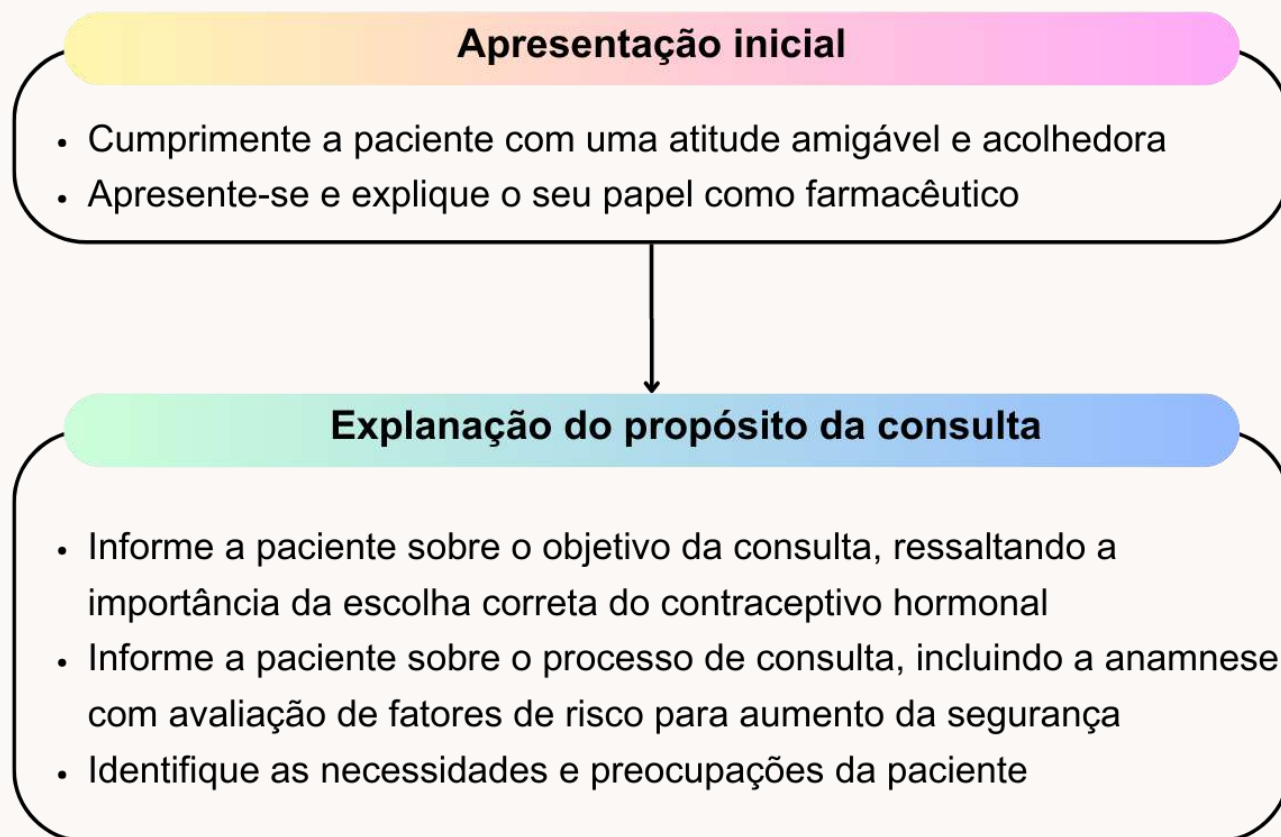 Apresentação inicial
• Cumprimente a paciente com uma atitude amigável e acolhedora
• Apresente-se e explique o seu papel como farmacêutico
Explanação do propósito da consulta
• Informe a paciente sobre o objetivo da consulta, ressaltando a
importância da escolha correta do contraceptivo hormonal
• Informe a paciente sobre o processo de consulta, incluindo a anamnese
com avaliação de fatores de risco para aumento da segurança
• Identifique as necessidades e preocupações da paciente